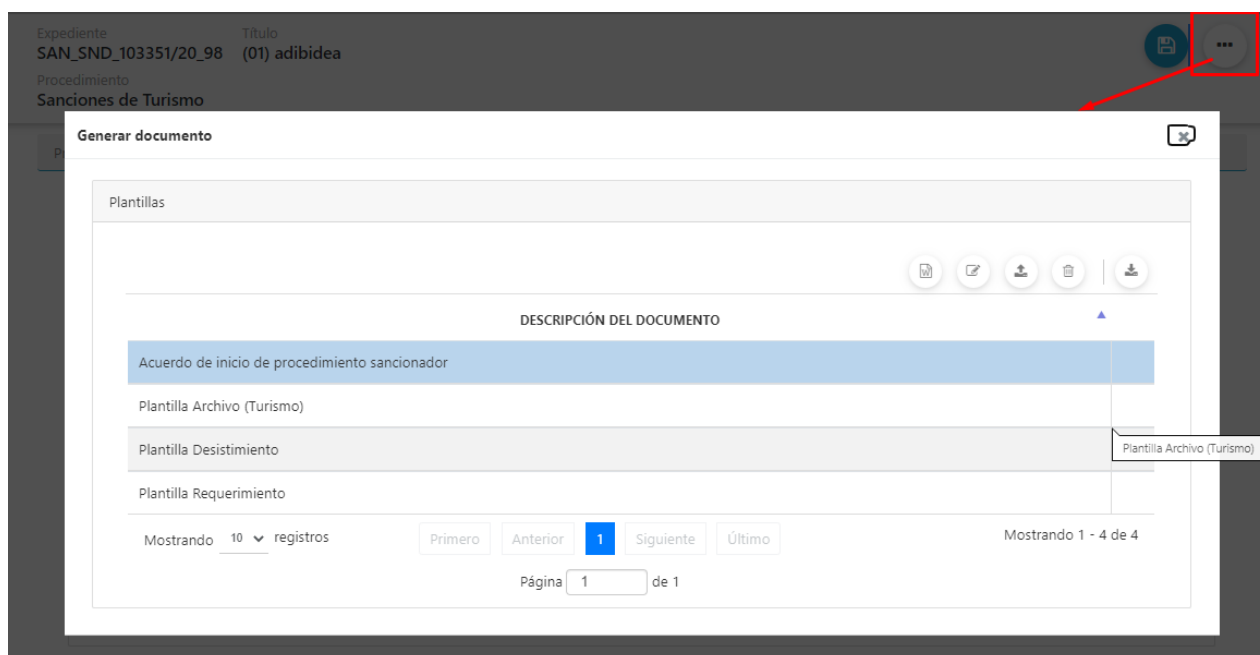 Expediente Título
SAN_SND_103351/20_98 (01) adibidea
Procedimiento
Sanciones de Turismo
Generar documento
Plantillas
DESCRIPCIÓN DEL DOCUMENTO
Acuerdo de inicio de procedimiento sancionador
Plantilla Archivo (Turismo)
Plantilla Desistimiento
Plantilla Archivo (Turismo)
Plantilla Requerimiento
Mostrando 10 registros Primero Anterior 1 Siguiente Último Mostrando 1 - 4 de 4
Página 1 de 1